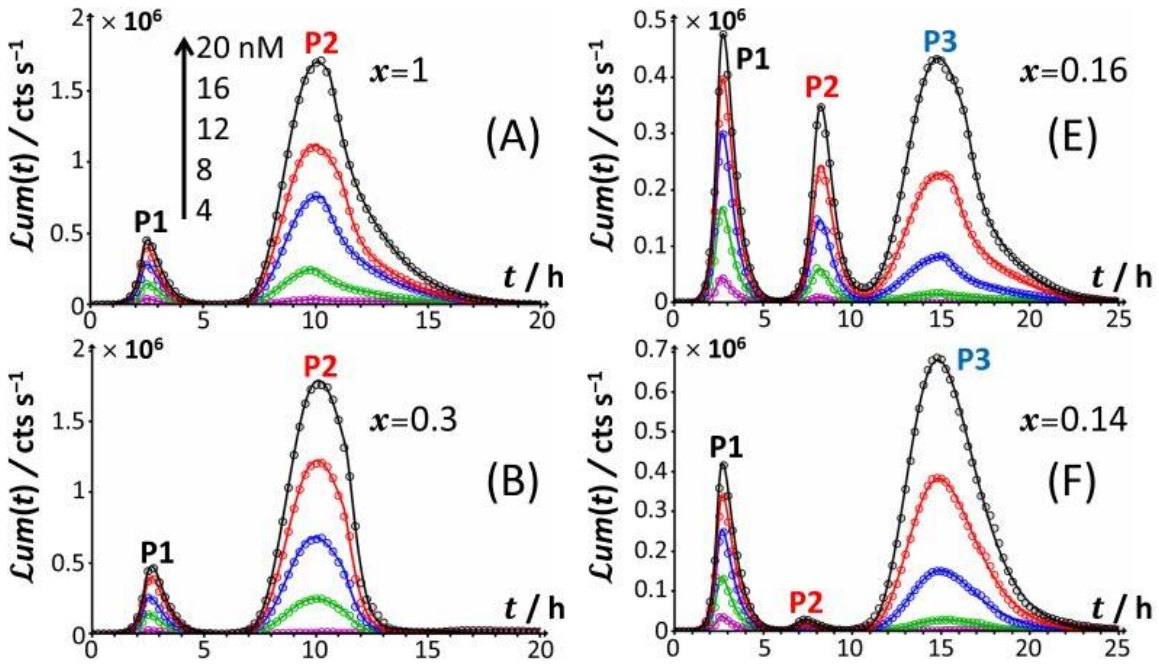 ℒum(t) / cts s⁻¹
2 × 10⁶
1.5
1
0.5
0
20 nM
16
12
8
4
P1
P2
x=1
(A)
t / h
0 5 10 15 20
ℒum(t) / cts s⁻¹
0.5 × 10⁶
0.4
0.3
0.2
0.1
0
P1
P2
P3
x=0.16
(E)
t / h
0 5 10 15 20 25
ℒum(t) / cts s⁻¹
2 × 10⁶
1.5
1
0.5
0
P1
P2
x=0.3
(B)
t / h
0 5 10 15 20
ℒum(t) / cts s⁻¹
0.7 × 10⁶
0.6
0.5
0.4
0.3
0.2
0.1
0
P1
P2
P3
x=0.14
(F)
t / h
0 5 10 15 20 25